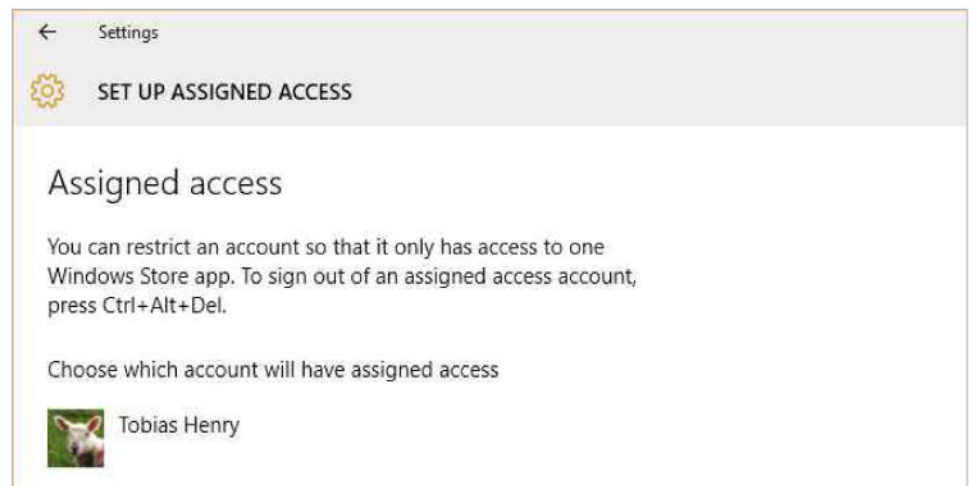 Settings
SET UP ASSIGNED ACCESS
Assigned access
You can restrict an account so that it only has access to one
Windows Store app. To sign out of an assigned access account,
press Ctrl+Alt+Del.
Choose which account will have assigned access
Tobias Henry